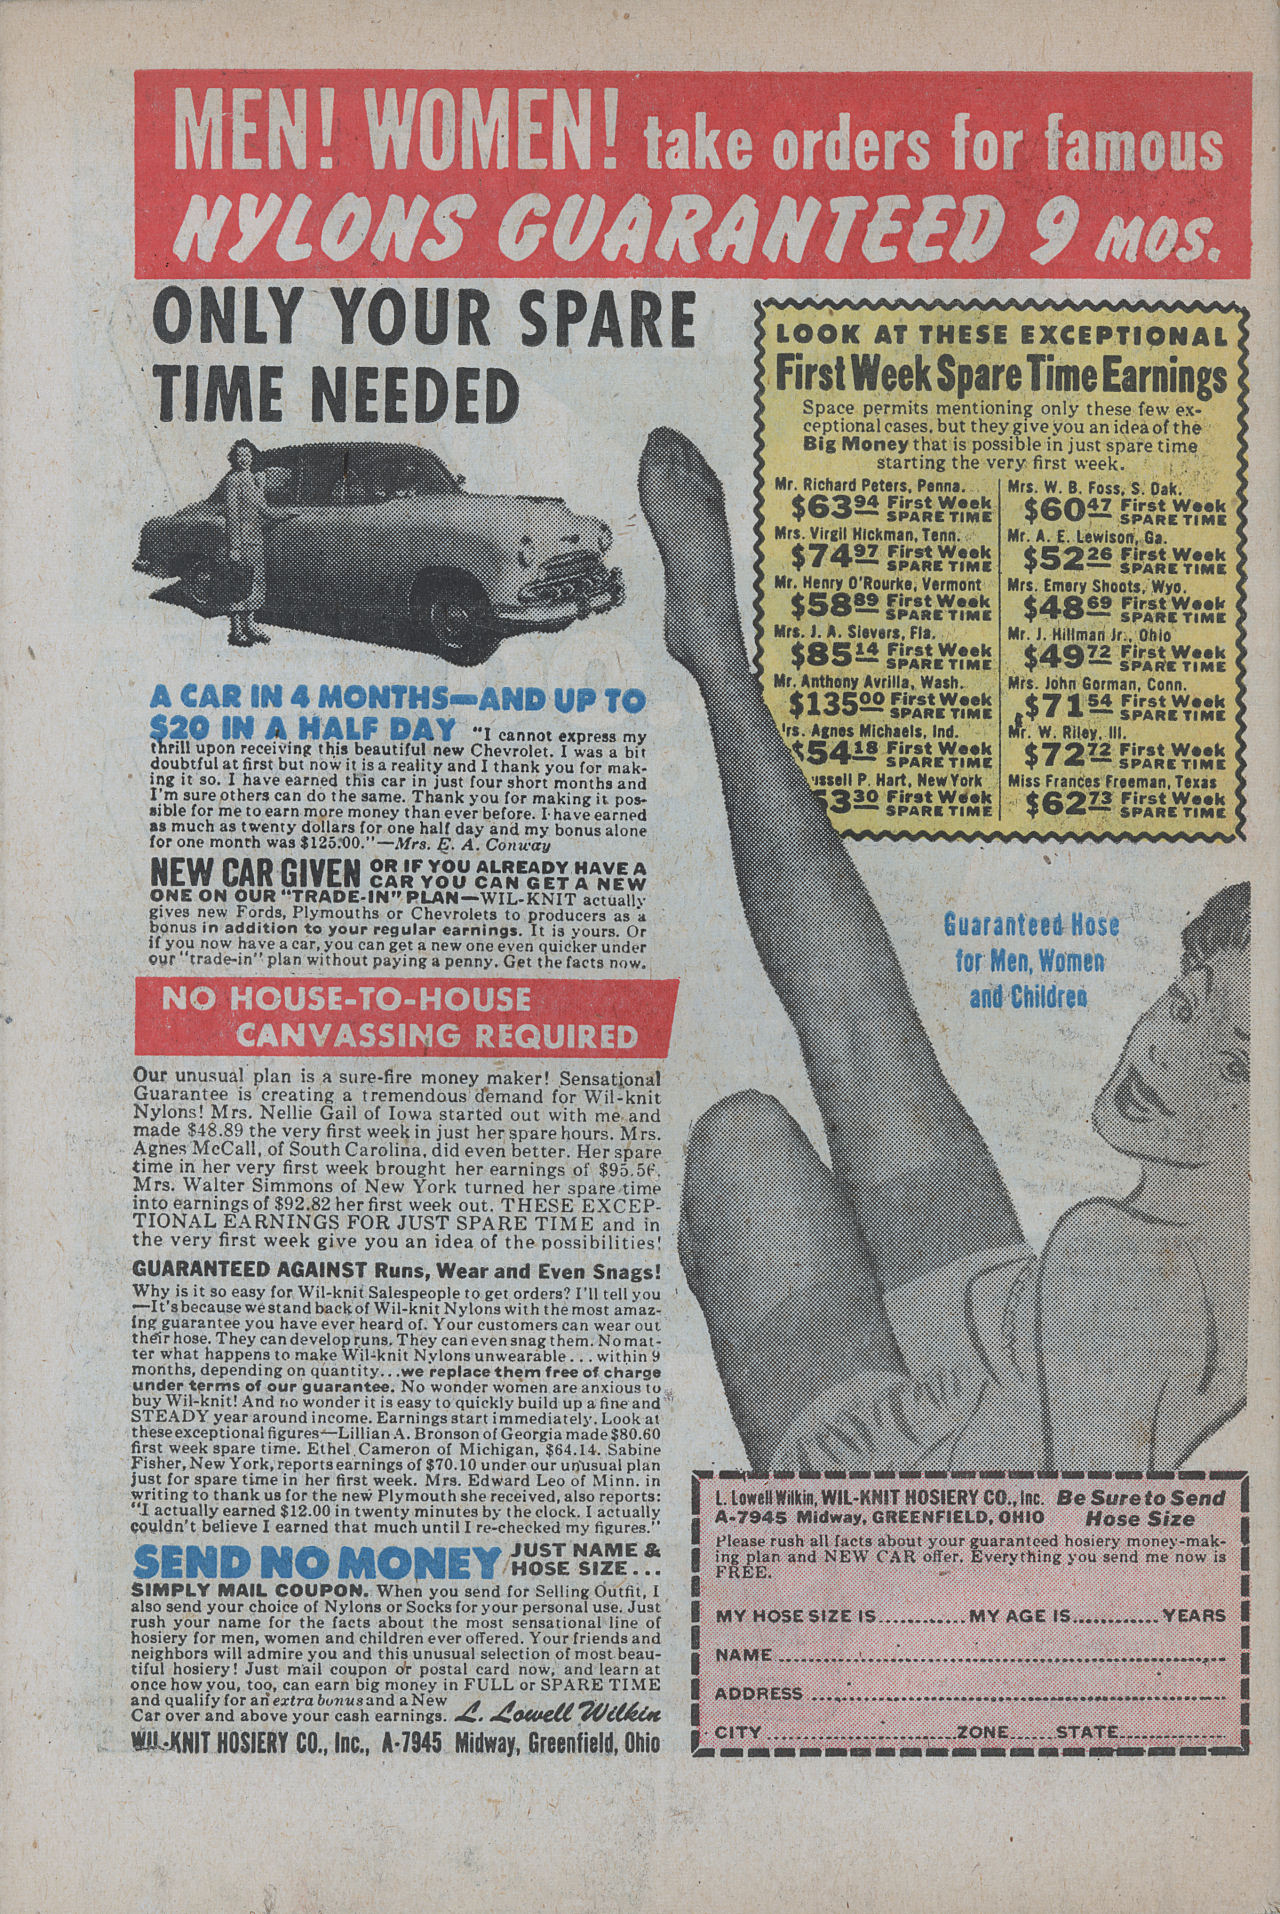 MEN! WOMEN! take orders for famous
NYLONS GUARANTEED 9 MOS.
ONLY YOUR SPARE
TIME NEEDED
A CAR IN 4 MONTHS—AND UP TO
$20 IN A HALF DAY "I cannot express my
thrill upon receiving this beautiful new Chevrolet. I was a bit
doubtful at first but now it is a reality and I thank you for mak-
ing it so. I have earned this car in just four short months and
I'm sure others can do the same. Thank you for making it pos-
sible for me to earn more money than ever before. I have earned
as much as twenty dollars for one half day and my bonus alone
for one month was $125.00."—Mrs. E. A. Conway
NEW CAR GIVEN OR IF YOU ALREADY HAVE A
CAR YOU CAN GET A NEW
ONE ON OUR "TRADE-IN" PLAN—WIL-KNIT actually
gives new Fords, Plymouths or Chevrolets to producers as a
bonus in addition to your regular earnings. It is yours. Or
if you now have a car, you can get a new one even quicker under
our "trade-in" plan without paying a penny. Get the facts now.
NO HOUSE-TO-HOUSE
CANVASSING REQUIRED
Our unusual plan is a sure-fire money maker! Sensational
Guarantee is creating a tremendous demand for Wil-knit
Nylons! Mrs. Nellie Gail of Iowa started out with me and
made $48.89 the very first week in just her spare hours. Mrs.
Agnes McCall, of South Carolina, did even better. Her spare
time in her very first week brought her earnings of $95.56.
Mrs. Walter Simmons of New York turned her spare time
into earnings of $92.82 her first week out. THESE EXCEP-
TIONAL EARNINGS FOR JUST SPARE TIME and in
the very first week give you an idea of the possibilities!
GUARANTEED AGAINST Runs, Wear and Even Snags!
Why is it so easy for Wil-knit Salespeople to get orders? I'll tell you
—It's because we stand back of Wil-knit Nylons with the most amaz-
ing guarantee you have ever heard of. Your customers can wear out
their hose. They can develop runs. They can even snag them. No mat-
ter what happens to make Wil-knit Nylons unwearable . . . within 9
months, depending on quantity...we replace them free of charge
under terms of our guarantee. No wonder women are anxious to
buy Wil-knit! And no wonder it is easy to quickly build up a fine and
STEADY year around income. Earnings start immediately. Look at
these exceptional figures—Lillian A. Bronson of Georgia made $80.60
first week spare time. Ethel Cameron of Michigan, $64.14. Sabine
Fisher, New York, reports earnings of $70.10 under our unusual plan
just for spare time in her first week. Mrs. Edward Leo of Minn. in
writing to thank us for the new Plymouth she received, also reports:
"I actually earned $12.00 in twenty minutes by the clock. I actually
couldn't believe I earned that much until I re-checked my figures."
SEND NO MONEY JUST NAME &
HOSE SIZE...
SIMPLY MAIL COUPON. When you send for Selling Outfit, I
also send your choice of Nylons or Socks for your personal use. Just
rush your name for the facts about the most sensational line of
hosiery for men, women and children ever offered. Your friends and
neighbors will admire you and this unusual selection of most beau-
tiful hosiery! Just mail coupon or postal card now, and learn at
once how you, too, can earn big money in FULL or SPARE TIME
and qualify for an extra bonus and a New
Car over and above your cash earnings. L. Lowell Wilkin
WIL-KNIT HOSIERY CO., Inc., A-7945 Midway, Greenfield, Ohio
LOOK AT THESE EXCEPTIONAL
First Week Spare Time Earnings
Space permits mentioning only these few ex-
ceptional cases, but they give you an idea of the
Big Money that is possible in just spare time
starting the very first week.
Mr. Richard Peters, Penna.
$63.94 First Week
SPARE TIME
Mrs. Virgil Hickman, Tenn.
$74.97 First Week
SPARE TIME
Mr. Henry O'Rourke, Vermont
$58.89 First Week
SPARE TIME
Mrs. J. A. Sievers, Fla.
$85.14 First Week
SPARE TIME
Mr. Anthony Avrilla, Wash.
$135.00 First Week
SPARE TIME
rs. Agnes Michaels, Ind.
$54.18 First Week
SPARE TIME
ussell P. Hart, New York
3.30 First Week
SPARE TIME
Mrs. W. B. Foss, S. Dak.
$60.47 First Week
SPARE TIME
Mr. A. E. Lewison, Ga.
$52.26 First Week
SPARE TIME
Mrs. Emery Shoots, Wyo.
$48.69 First Week
SPARE TIME
Mr. J. Hillman Jr., Ohio
$49.72 First Week
SPARE TIME
Mrs. John Gorman, Conn.
$71.54 First Week
SPARE TIME
Mr. W. Riley, Ill.
$72.72 First Week
SPARE TIME
Miss Frances Freeman, Texas
$62.73 First Week
SPARE TIME
Guaranteed Hose
for Men, Women
and Children
L. Lowell Wilkin, WIL-KNIT HOSIERY CO., Inc. Be Sure to Send
A-7945 Midway, GREENFIELD, OHIO Hose Size
Please rush all facts about your guaranteed hosiery money-mak-
ing plan and NEW CAR offer. Everything you send me now is
FREE.
MY HOSE SIZE IS.............MY AGE IS.............YEARS
NAME
ADDRESS
CITY ............ZONE......STATE............